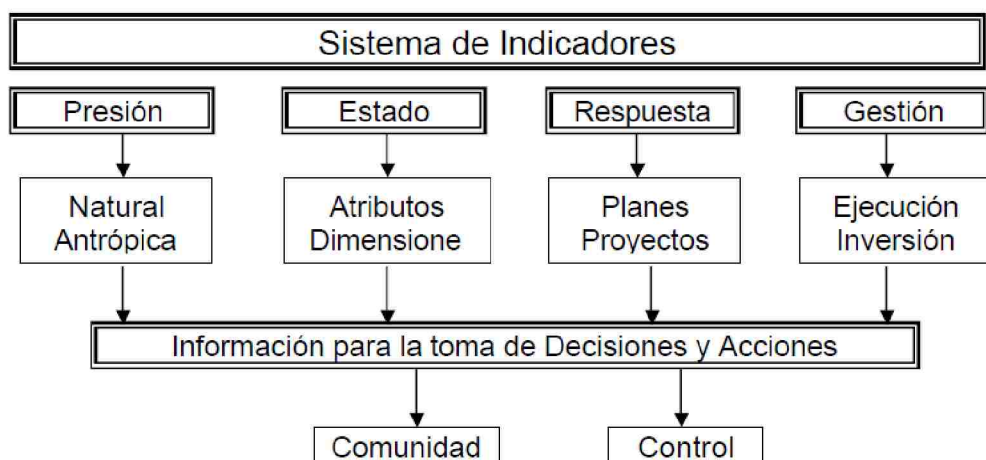 Sistema de Indicadores
Presión
Estado
Respuesta
Gestión
Natural
Antrópica
Atributos
Dimensione
Planes
Proyectos
Ejecución
Inversión
Información para la toma de Decisiones y Acciones
Comunidad
Control